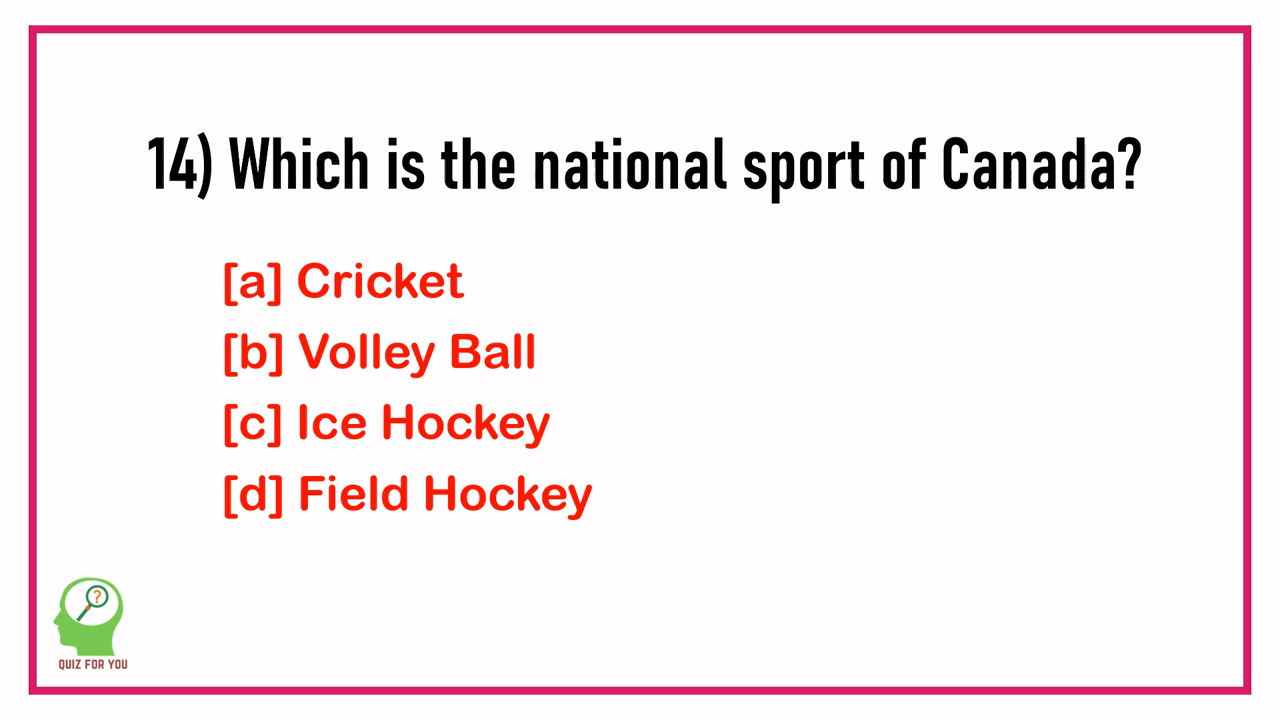 14) Which is the national sport of Canada?
[a] Cricket
[b] Volley Ball
[c] Ice Hockey
[d] Field Hockey
?
QUIZ FOR YOU